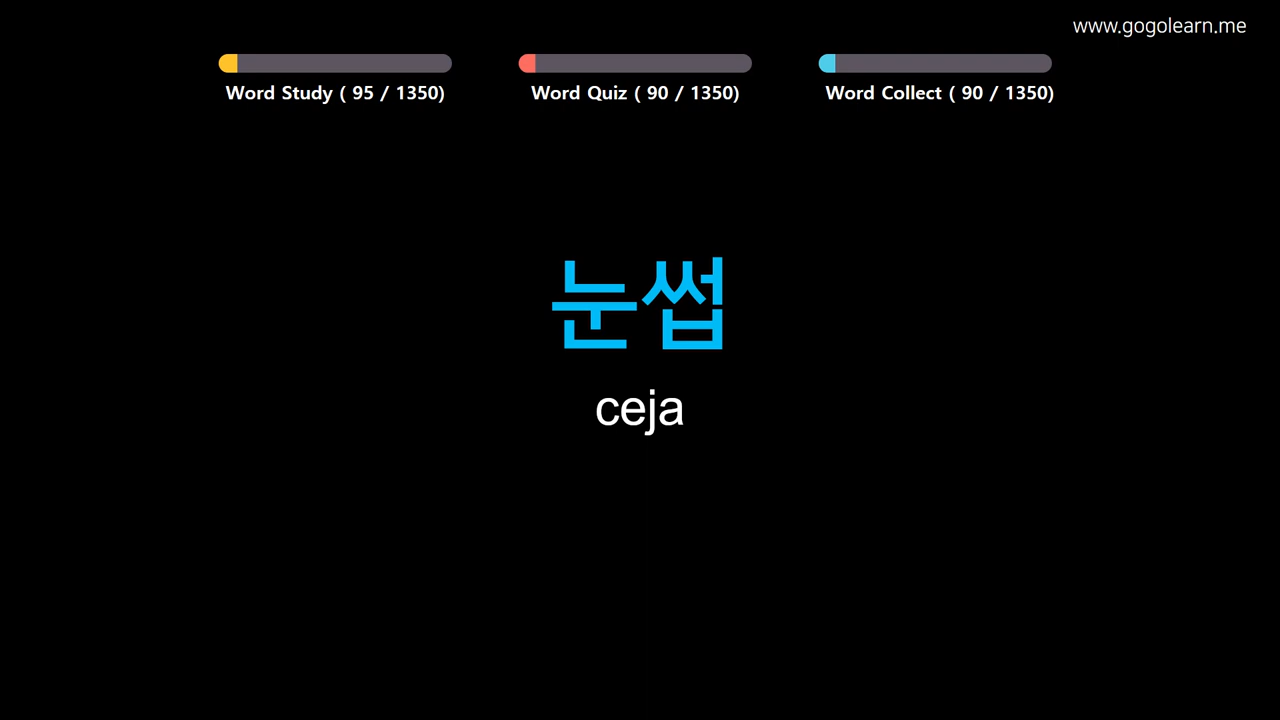 www.gogolearn.me
Word Study ( 95 / 1350)
Word Quiz ( 90 / 1350)
Word Collect ( 90 / 1350)
눈썹
ceja